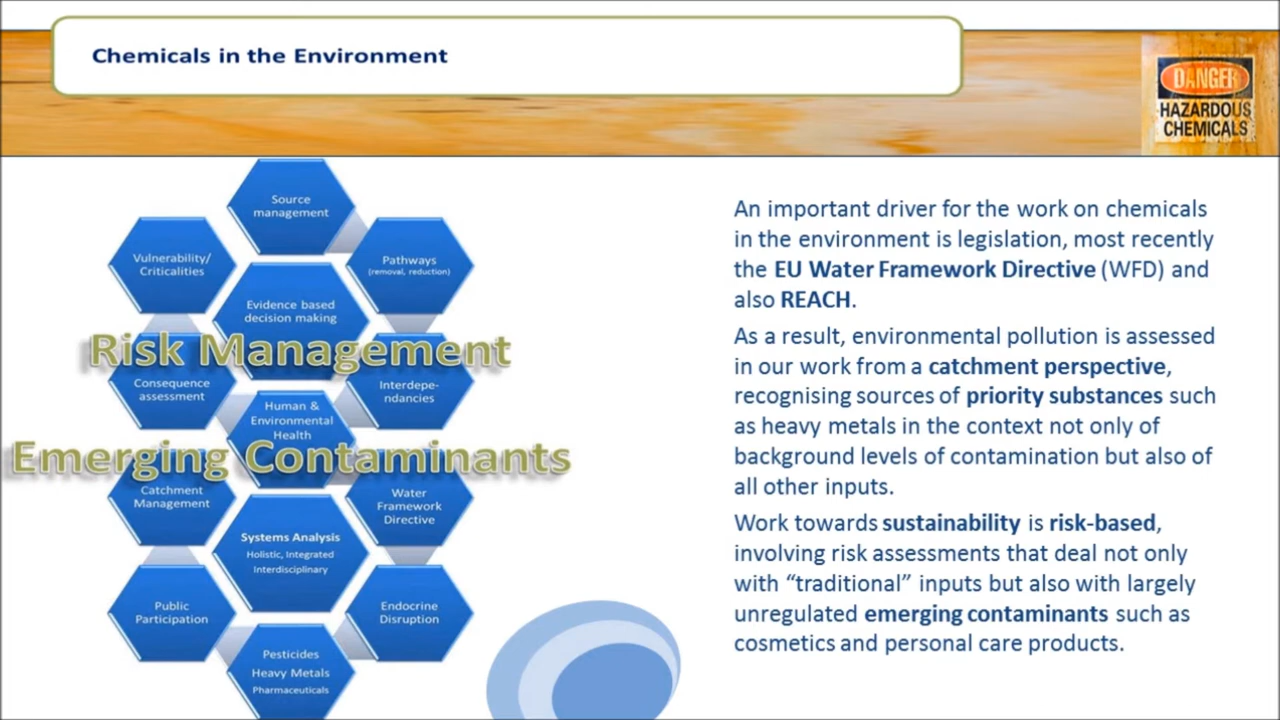 Chemicals in the Environment
DANGER
HAZARDOUS
CHEMICALS
Source
management
Vulnerability/
Criticalities
Pathways
(removal, reduction)
Evidence based
decision making
Risk Management
Consequence
assessment
Interdepe-
ndancies
Human &
Environmental
Health
Emerging Contaminants
Catchment
Management
Water
Framework
Directive
Systems Analysis
Holistic, Integrated
Interdisciplinary
Public
Participation
Endocrine
Disruption
Pesticides
Heavy Metals
Pharmaceuticals
An important driver for the work on chemicals
in the environment is legislation, most recently
the EU Water Framework Directive (WFD) and
also REACH.
As a result, environmental pollution is assessed
in our work from a catchment perspective,
recognising sources of priority substances such
as heavy metals in the context not only of
background levels of contamination but also of
all other inputs.
Work towards sustainability is risk-based,
involving risk assessments that deal not only
with “traditional” inputs but also with largely
unregulated emerging contaminants such as
cosmetics and personal care products.